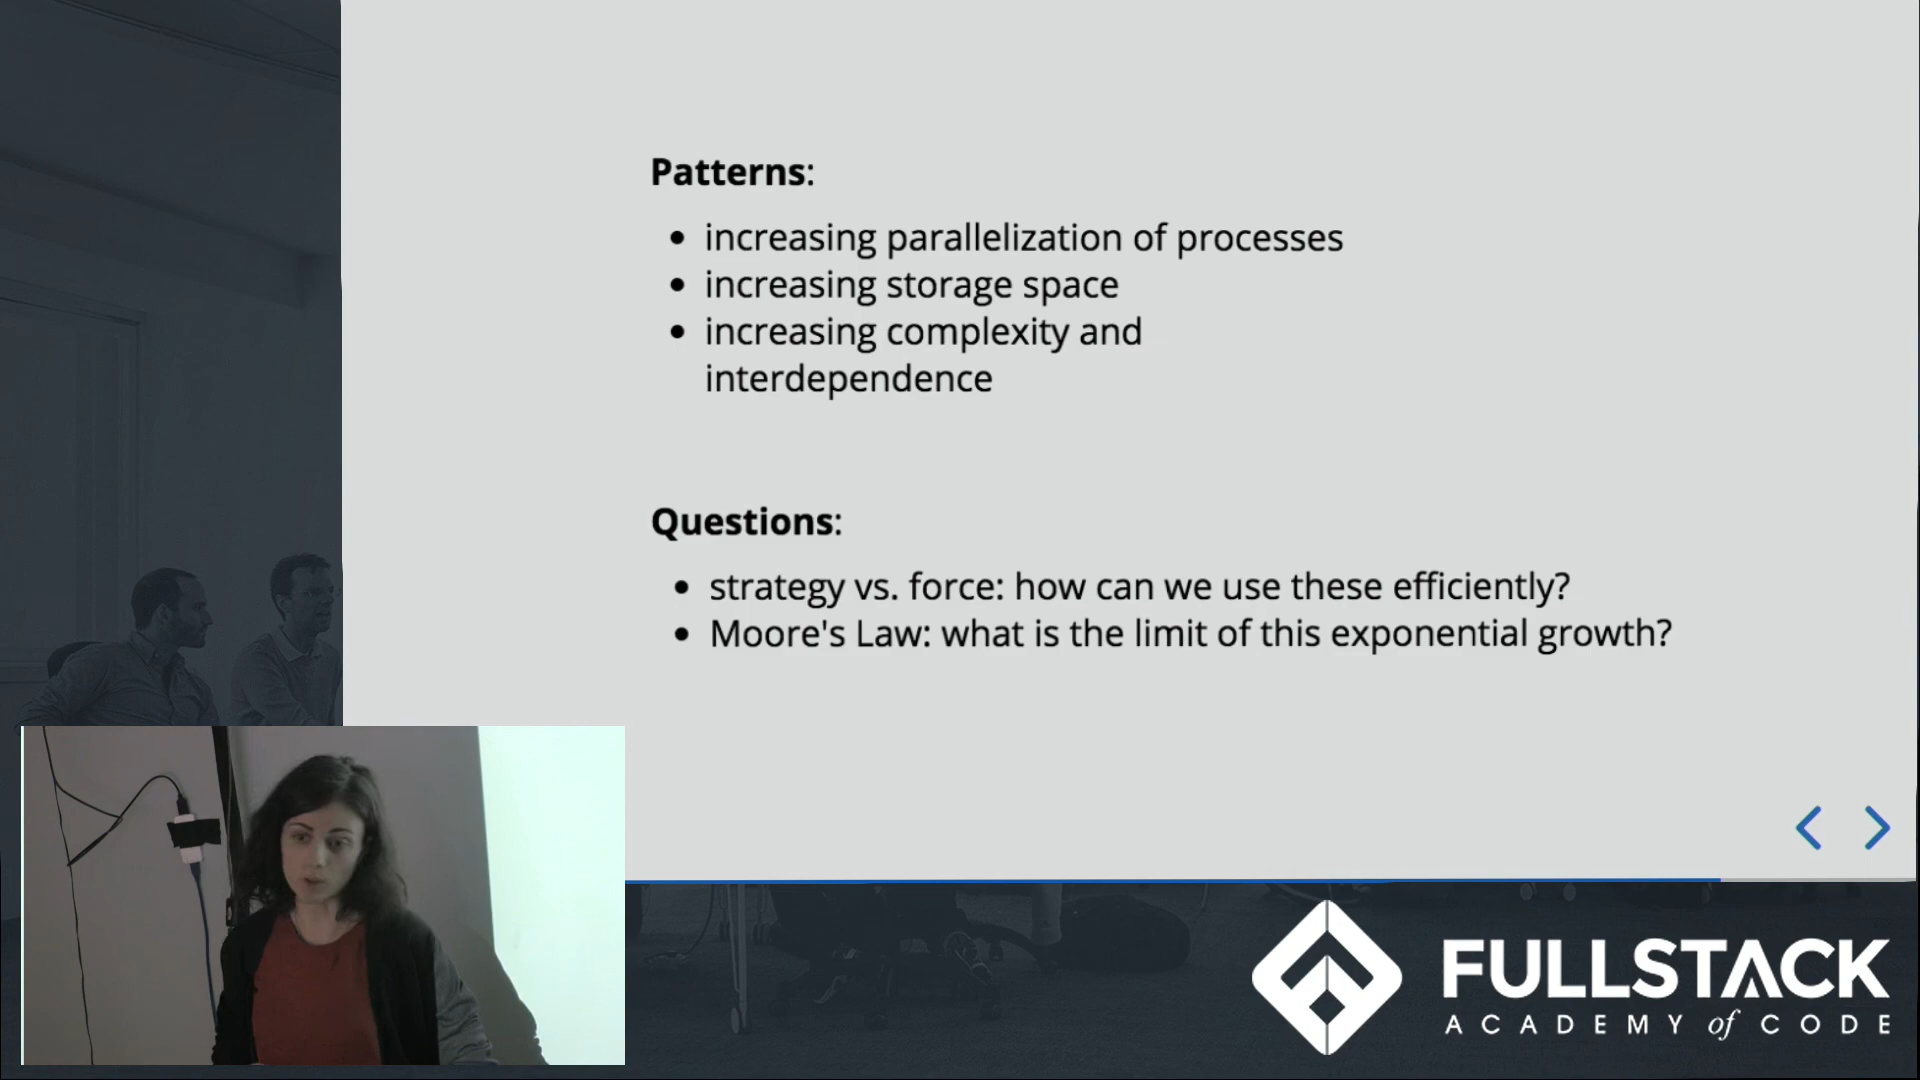 Patterns:
• increasing parallelization of processes
• increasing storage space
• increasing complexity and
interdependence
Questions:
• strategy vs. force: how can we use these efficiently?
• Moore's Law: what is the limit of this exponential growth?
FULLSTACK
ACADEMY of CODE